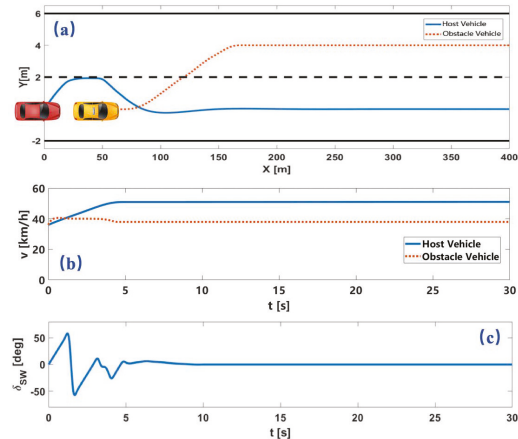 (a)
Host Vehicle
Obstacle Vehicle
Y[m]
6
4
2
0
-2
0 50 100 150 200 250 300 350 400
X [m]
(b)
v [km/h]
60
40
20
0
Host Vehicle
Obstacle Vehicle
0 5 10 15 20 25 30
t [s]
(c)
δSW [deg]
50
0
-50
0 5 10 15 20 25 30
t [s]